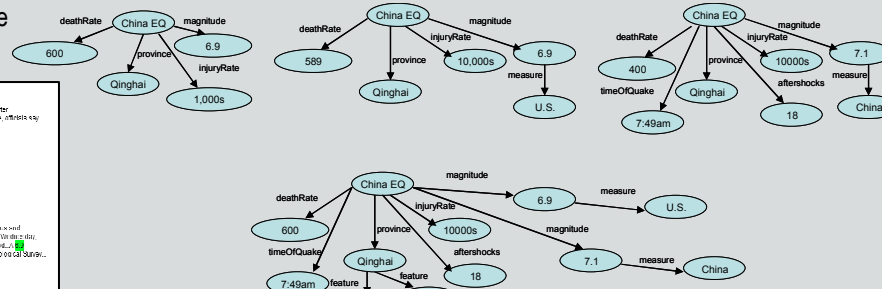 China EQ
deathRate
magnitude
600
province
6.9
injuryRate
Qinghai
1,000s
China EQ
deathRate
magnitude
injuryRate
589
province
10,000s
6.9
measure
Qinghai
U.S.
China EQ
magnitude
deathRate
injuryRate
400
province
10000s
7.1
measure
timeOfQuake
Qinghai
aftershocks
China
7:49am
18
magnitude
China EQ
deathRate
6.9
measure
U.S.
injuryRate
600
province
10000s
magnitude
timeOfQuake
aftershocks
Qinghai
7.1
measure
China
feature
18
7:49am
feature
officials say